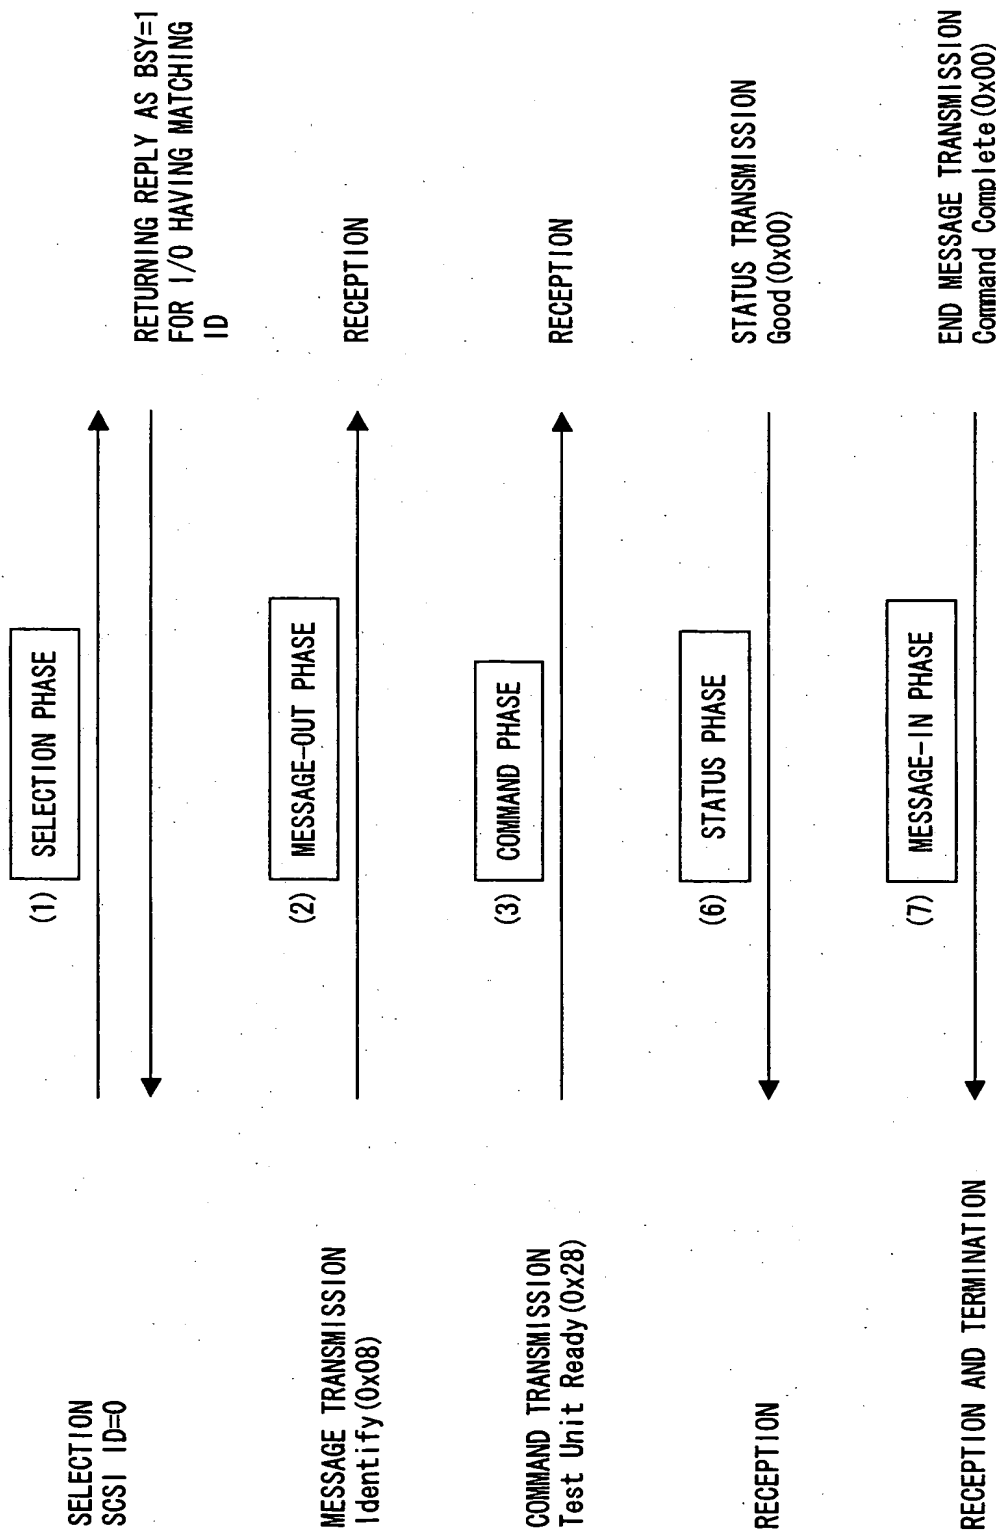 SELECTION
SCSI ID=0
(1)
SELECTION PHASE
RETURNING REPLY AS BSY=1
FOR I/O HAVING MATCHING
ID
MESSAGE TRANSMISSION
Identify(0x08)
(2)
MESSAGE-OUT PHASE
RECEPTION
COMMAND TRANSMISSION
Test Unit Ready(0x28)
(3)
COMMAND PHASE
RECEPTION
RECEPTION
(6)
STATUS PHASE
STATUS TRANSMISSION
Good(0x00)
RECEPTION AND TERMINATION
(7)
MESSAGE-IN PHASE
END MESSAGE TRANSMISSION
Command Complete(0x00)